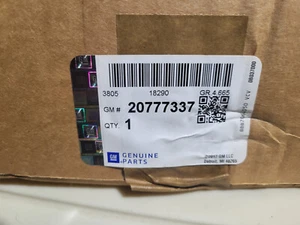 3805 18290 GR 4.665
GM # 20777337
QTY. 1
GM GENUINE
PARTS